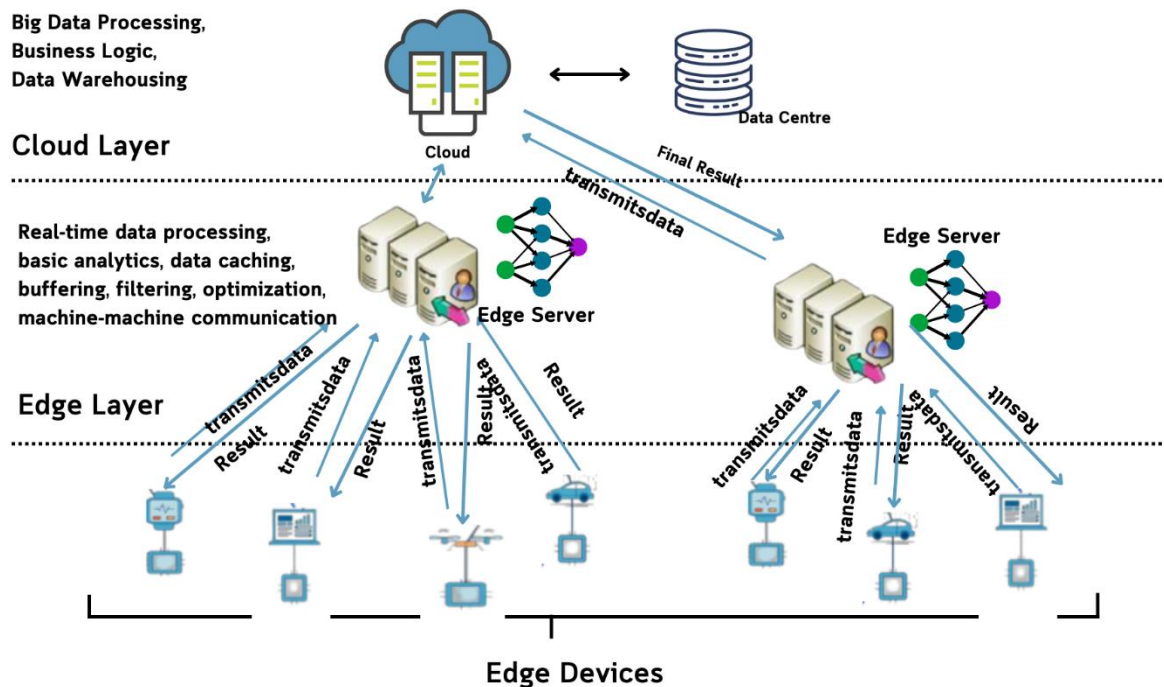 Big Data Processing,
Business Logic,
Data Warehousing
Data Centre
Cloud
Cloud Layer
Final Result
transmitsdata
Real-time data processing,
basic analytics, data caching,
buffering, filtering, optimization,
machine-machine communication
Edge Server
Edge Server
Edge Layer
transmitsdata
Result
transmitsdata
Result
transmitsdata
Result
transmitsdata
Result
transmitsdata
Result
transmitsdata
Result
transmitsdata
Result
Edge Devices